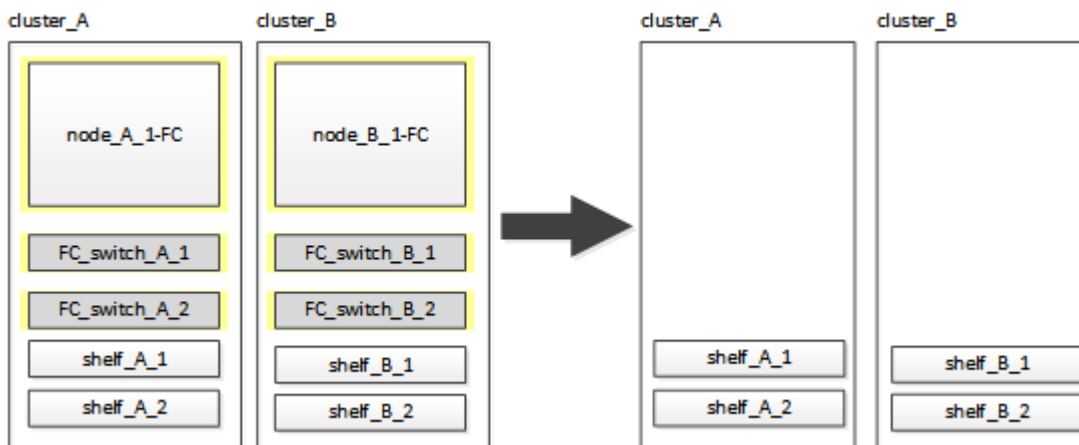 cluster_A
cluster_B
cluster_A
cluster_B
node_A_1-FC
node_B_1-FC
FC_switch_A_1
FC_switch_B_1
FC_switch_A_2
FC_switch_B_2
shelf_A_1
shelf_B_1
shelf_A_1
shelf_B_1
shelf_A_2
shelf_B_2
shelf_A_2
shelf_B_2